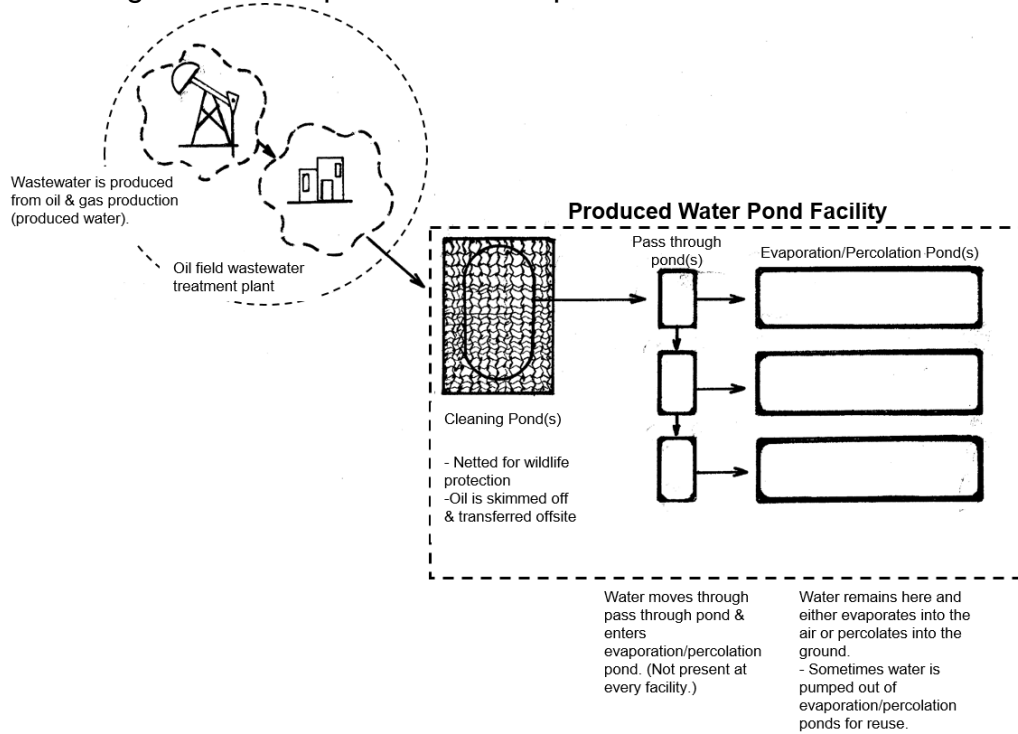 Wastewater is produced
from oil & gas production
(produced water).
Oil field wastewater
treatment plant
Produced Water Pond Facility
Pass through
pond(s)
Evaporation/Percolation Pond(s)
Cleaning Pond(s)
- Netted for wildlife
protection
-Oil is skimmed off
& transferred offsite
Water moves through
pass through pond &
enters
evaporation/percolation
pond. (Not present at
every facility.)
Water remains here and
either evaporates into the
air or percolates into the
ground.
- Sometimes water is
pumped out of
evaporation/percolation
ponds for reuse.